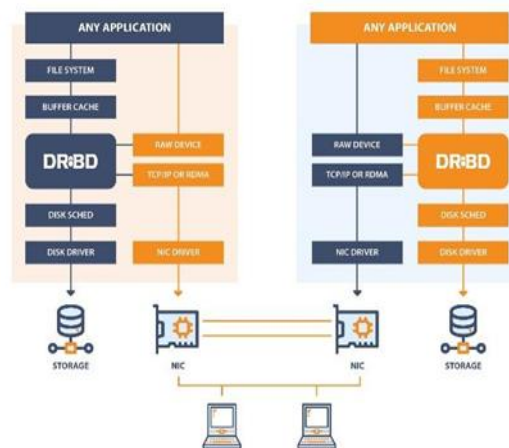 ANY APPLICATION
FILE SYSTEM
BUFFER CACHE
DRBD
RAW DEVICE
TCP/IP OR RDMA
DISK SCHED
DISK DRIVER
NIC DRIVER
STORAGE
NIC
ANY APPLICATION
FILE SYSTEM
BUFFER CACHE
RAW DEVICE
TCP/IP OR RDMA
DRBD
DISK SCHED
NIC DRIVER
DISK DRIVER
NIC
STORAGE